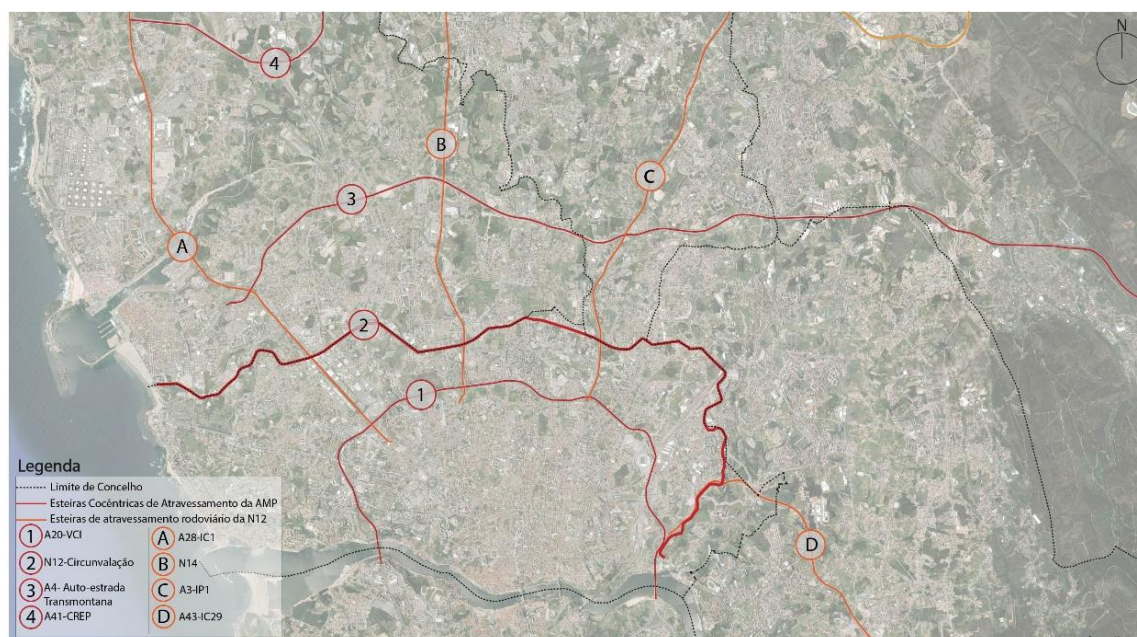 N
4
B
C
3
A
2
1
D
Legenda
Limite de Concelho
Esteiras Cocêntricas de Atravessamento da AMP
Esteiras de atravessamento rodoviário da N12
1 A20-VCI
2 N12-Circunvalação
3 A4- Auto-estrada
Transmontana
4 A41-CREP
A A28-IC1
B N14
C A3-IP1
D A43-IC29